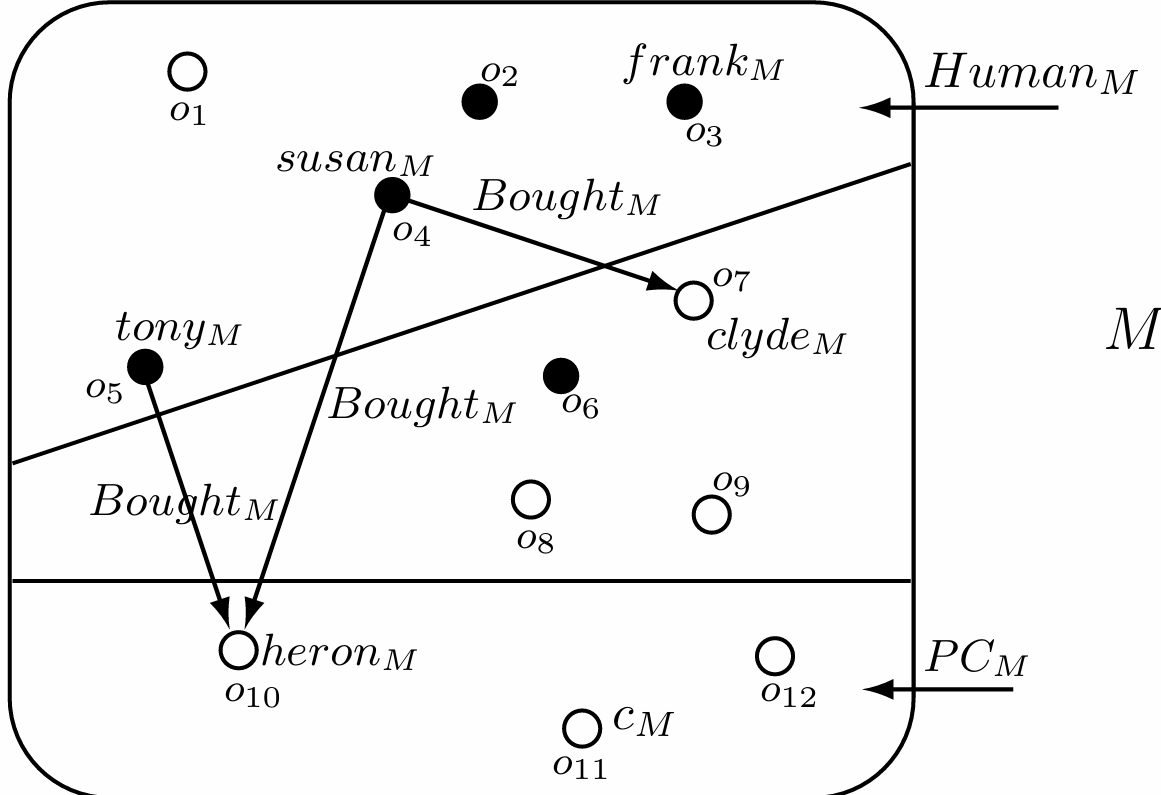 frank_M
Human_M
o_2
o_1
o_3
susan_M
Bought_M
o_4
o_7
tony_M
clyde_M
M
o_5
Bought_M
o_6
o_9
Bought_M
o_8
heron_M
PC_M
o_10
o_12
c_M
o_11